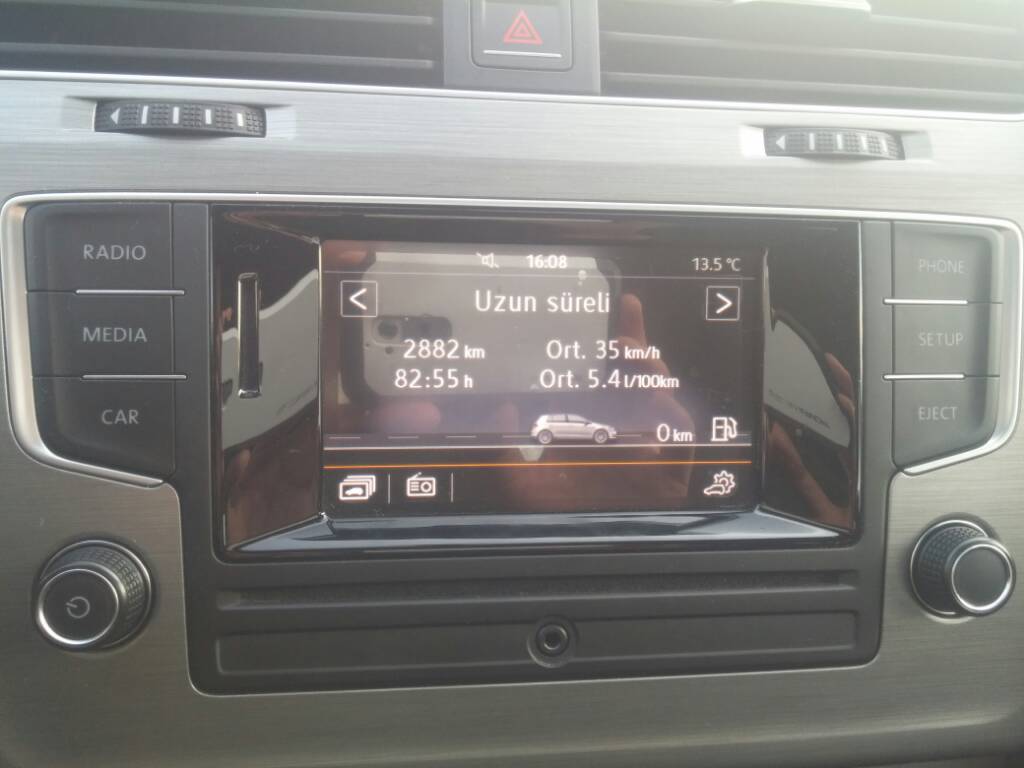 RADIO
MEDIA
CAR
16:08
13.5 °C
< Uzun süreli >
2882 km Ort. 35 km/h
82:55 h Ort. 5.4 l/100km
0 km
PHONE
SETUP
EJECT